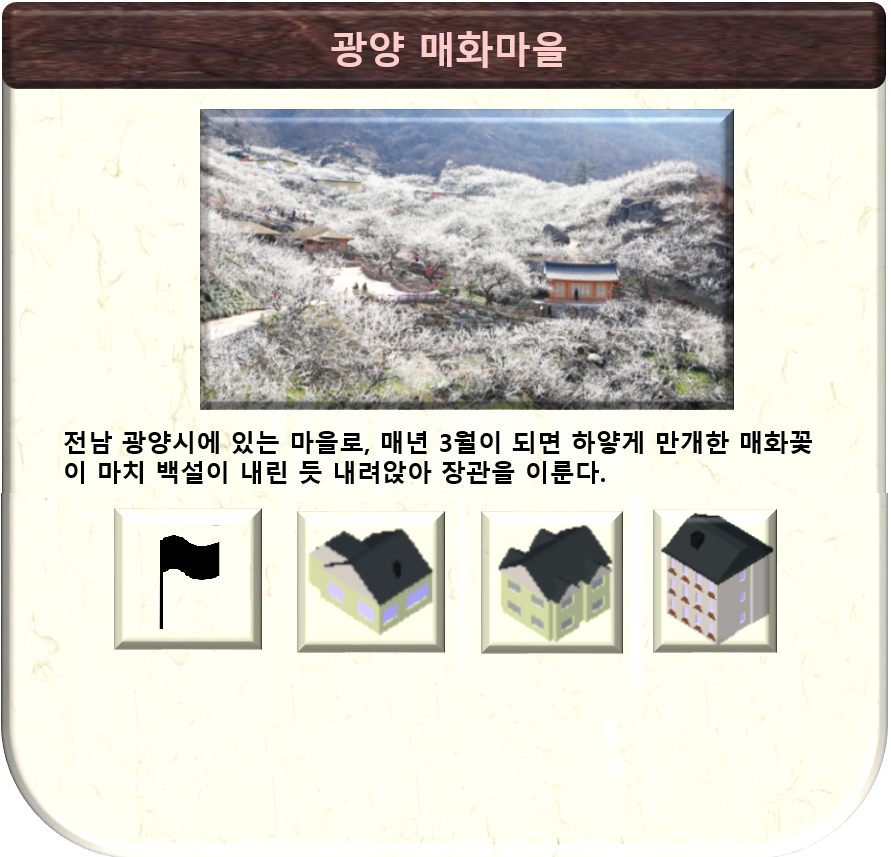 광양 매화마을
전남 광양시에 있는 마을로, 매년 3월이 되면 하얗게 만개한 매화꽃
이 마치 백설이 내린 듯 내려앉아 장관을 이룬다.